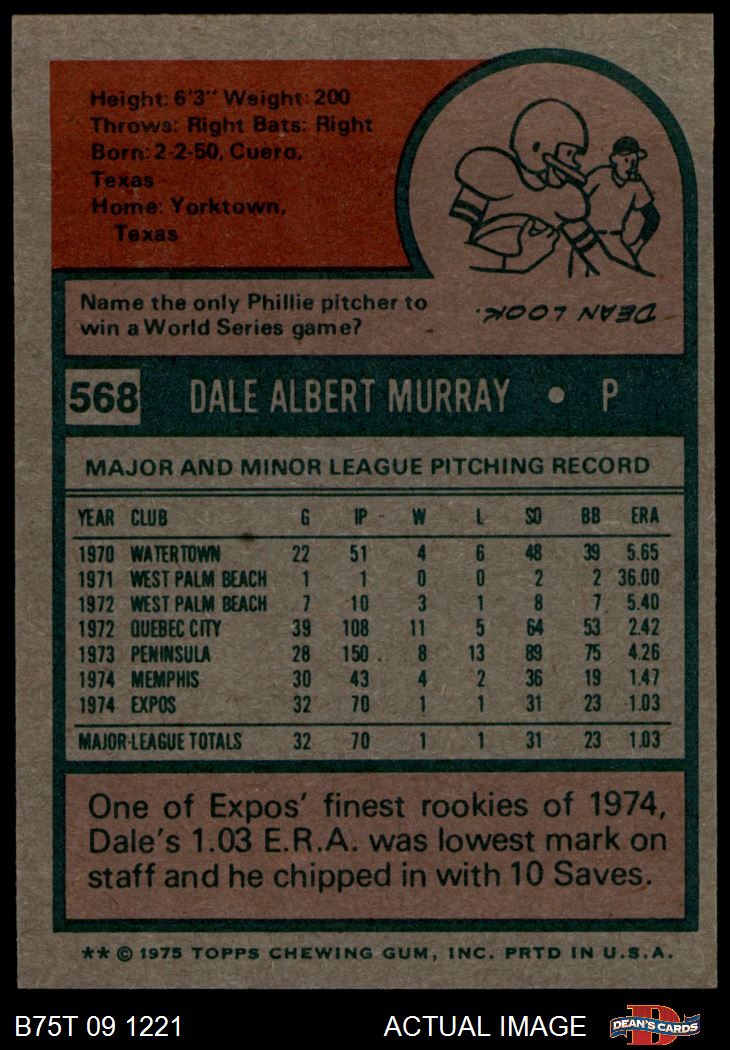 Height: 6'3" Weight: 200
Throws: Right Bats: Right
Born: 2-2-50, Cuero,
Texas
Home: Yorktown,
Texas
Name the only Phillie pitcher to
win a World Series game?
DEAN LOOK.
568 DALE ALBERT MURRAY • P
MAJOR AND MINOR LEAGUE PITCHING RECORD
YEAR CLUB G IP W L SO BB ERA
1970 WATERTOWN 22 51 4 6 48 39 5.65
1971 WEST PALM BEACH 1 1 0 0 2 2 36.00
1972 WEST PALM BEACH 7 10 3 1 8 7 5.40
1972 QUEBEC CITY 39 108 11 5 64 53 2.42
1973 PENINSULA 28 150 8 13 89 75 4.26
1974 MEMPHIS 30 43 4 2 36 19 1.47
1974 EXPOS 32 70 1 1 31 23 1.03
MAJOR-LEAGUE TOTALS 32 70 1 1 31 23 1.03
One of Expos' finest rookies of 1974,
Dale's 1.03 E.R.A. was lowest mark on
staff and he chipped in with 10 Saves.
** © 1975 TOPPS CHEWING GUM, INC. PRTD IN U.S.A.
B75T 09 1221 ACTUAL IMAGE DEAN'S CARDS